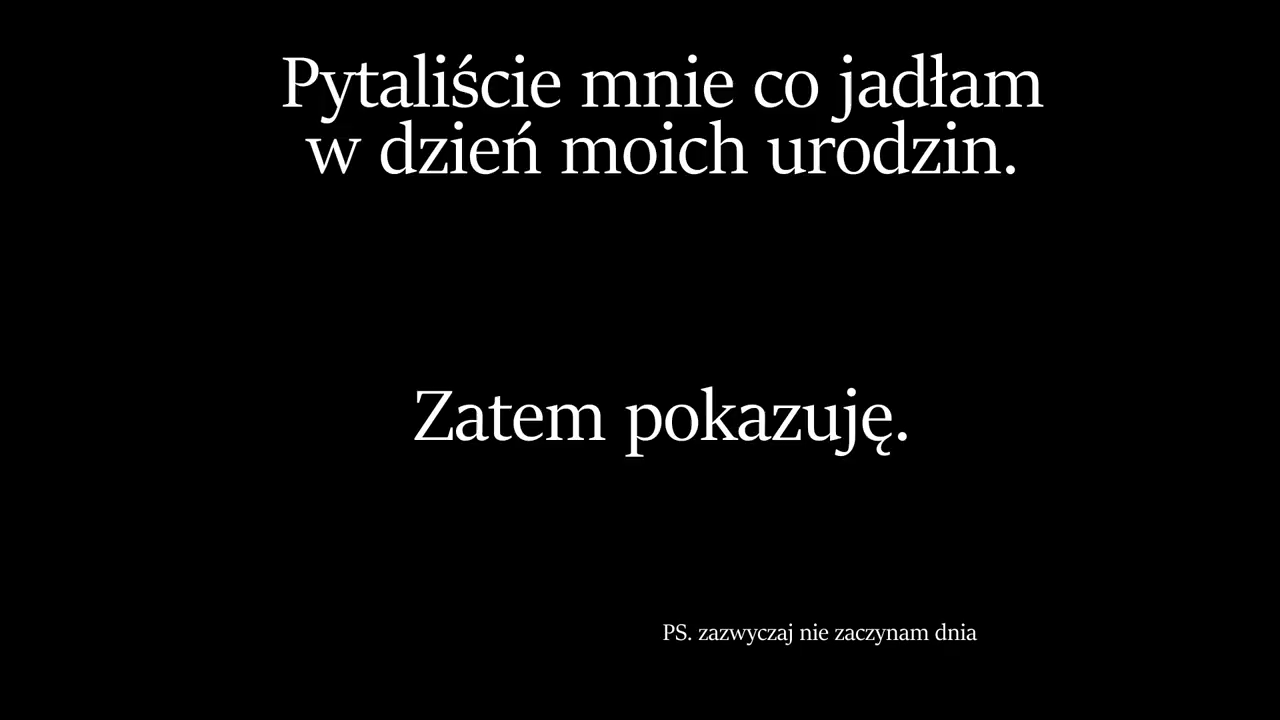 Pytaliście mnie co jadłam
w dzień moich urodzin.
Zatem pokazuję.
PS. zazwyczaj nie zaczynam dnia